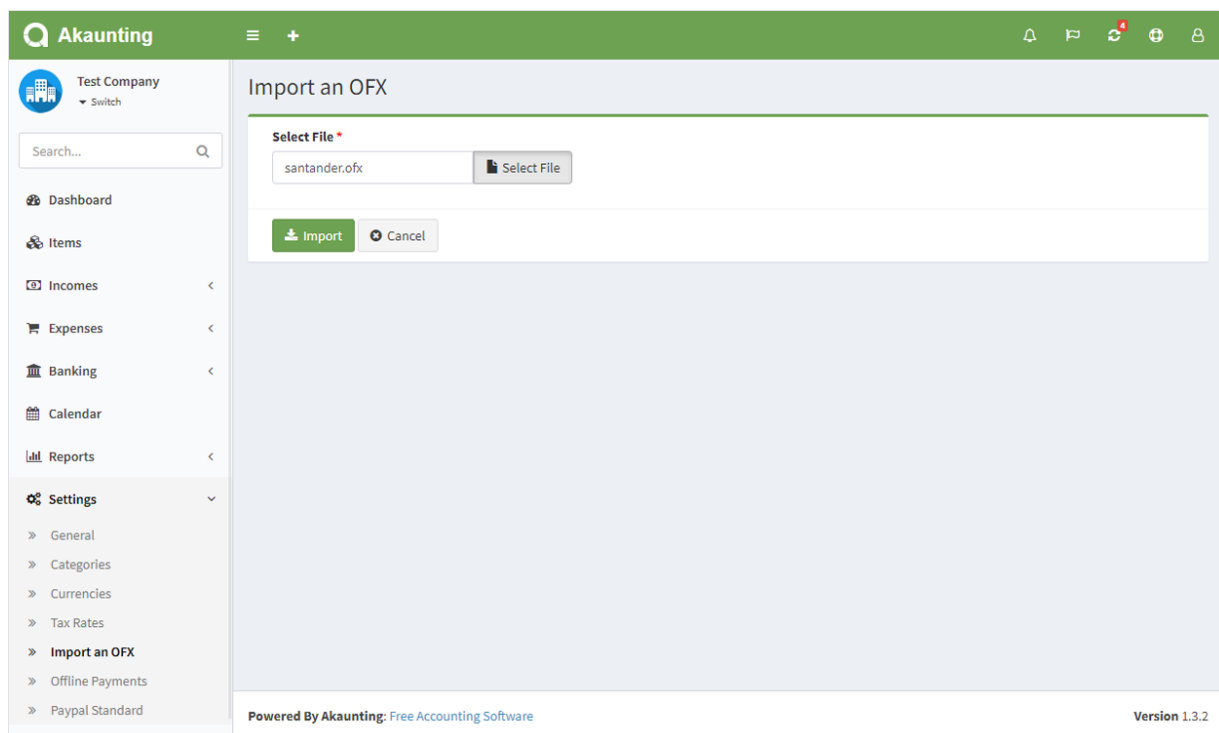 Akaunting
4
Test Company
Switch
Search...
Dashboard
Items
Incomes
Expenses
Banking
Calendar
Reports
Settings
General
Categories
Currencies
Tax Rates
Import an OFX
Offline Payments
Paypal Standard
Import an OFX
Select File *
santander.ofx Select File
Import Cancel
Powered By Akaunting: Free Accounting Software Version 1.3.2